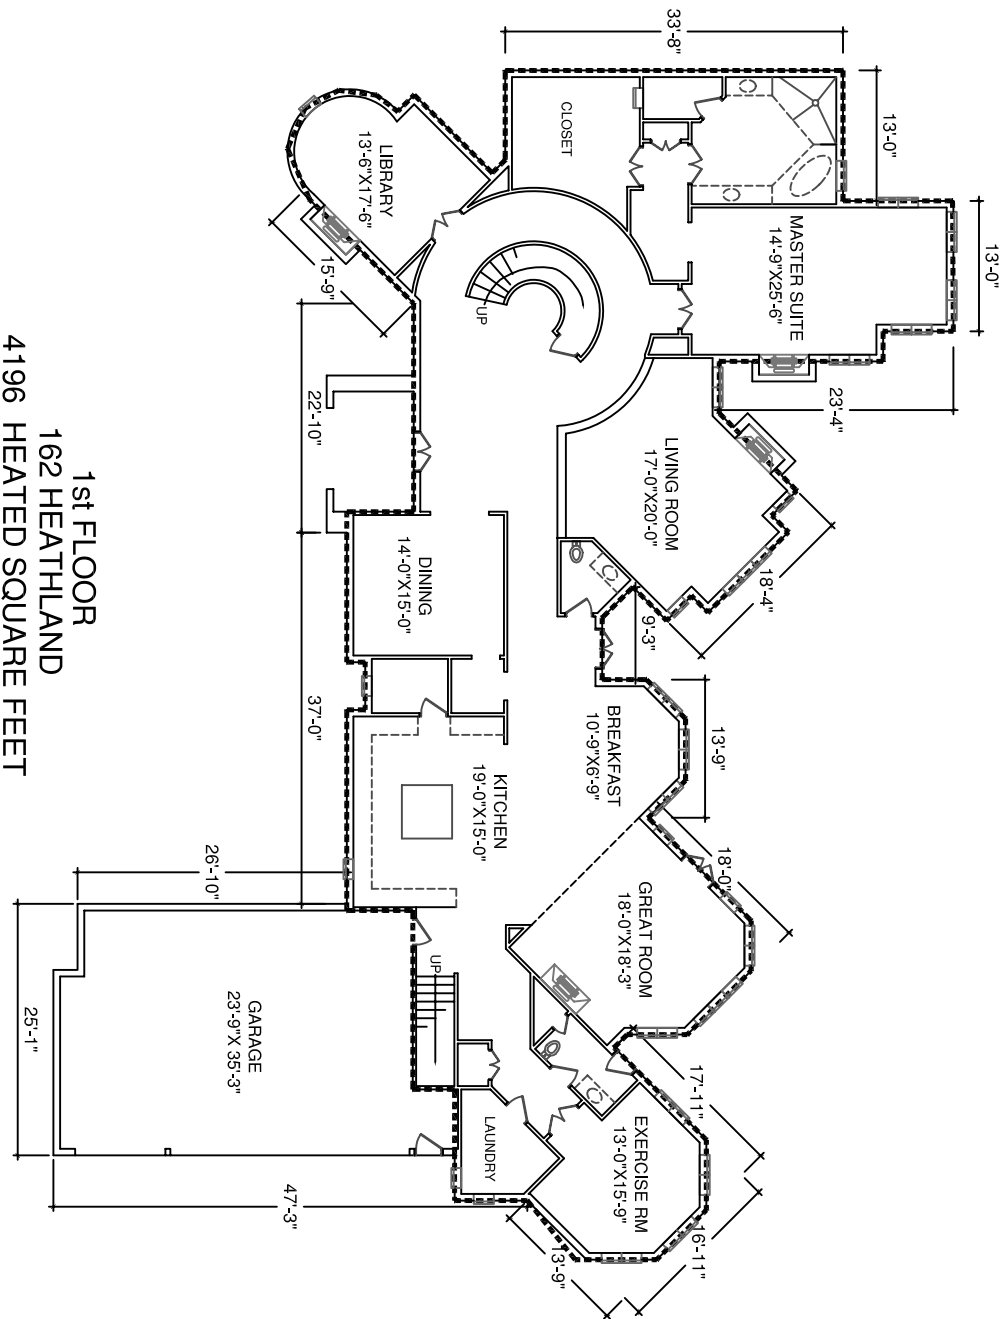 33'-8"
13'-0"
13'-0"
23'-4"
CLOSET
LIBRARY
13'-6"X17'-6"
MASTER SUITE
14'-9"X25'-6"
15'-9"
UP
22'-10"
LIVING ROOM
17'-0"X20'-0"
18'-4"
9'-3"
DINING
14'-0"X15'-0"
BREAKFAST
10'-9"X6'-9"
13'-9"
37'-0"
KITCHEN
19'-0"X15'-0"
18'-0"
GREAT ROOM
18'-0"X18'-3"
26'-10"
UP
GARAGE
23'-9"X 35'-3"
25'-1"
17'-11"
EXERCISE RM
13'-0"X15'-9"
LAUNDRY
47'-3"
16'-11"
13'-9"
1st FLOOR
162 HEATHLAND
4196 HEATED SQUARE FEET